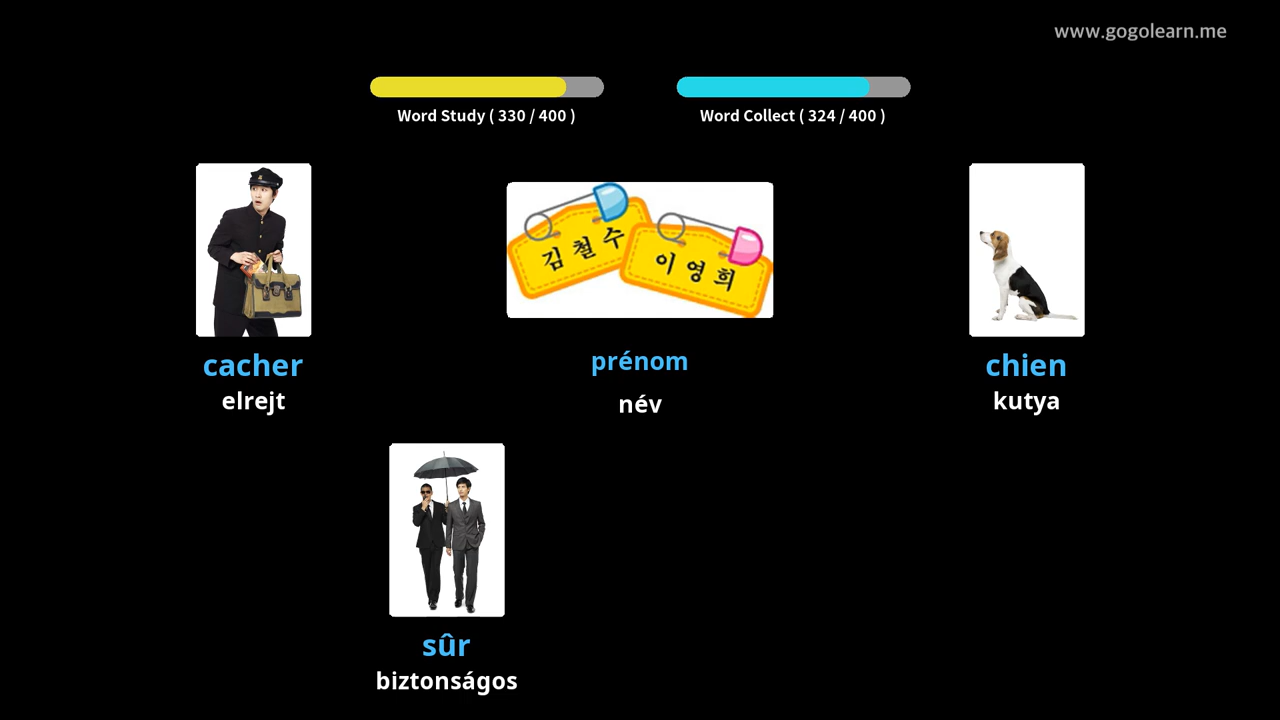 www.gogolearn.me
Word Study ( 330 / 400 )
Word Collect ( 324 / 400 )
김철수
이영희
cacher
elrejt
prénom
név
chien
kutya
sûr
biztonságos